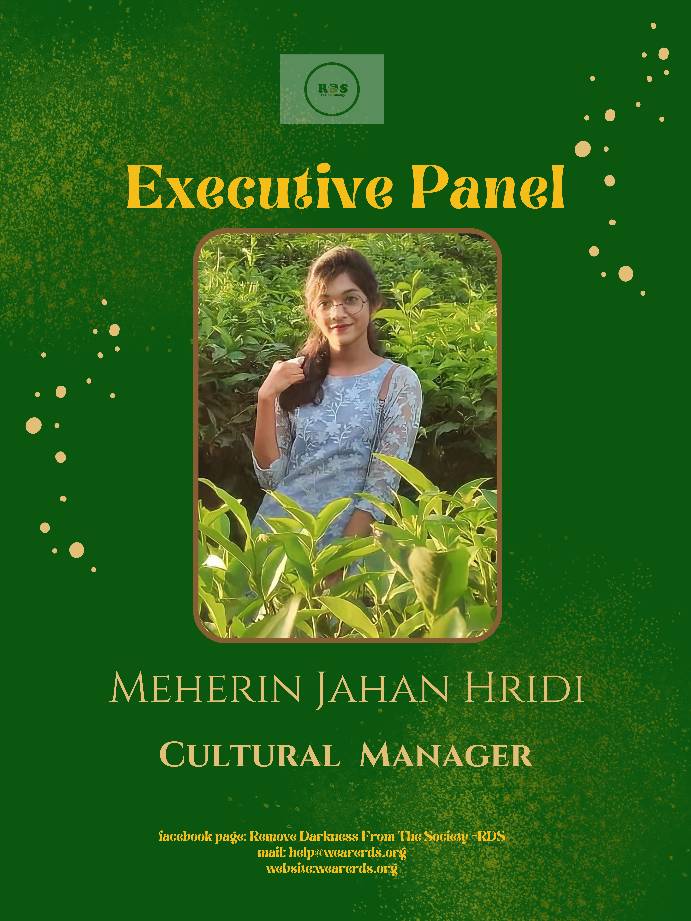 RDS
Executive Panel
MEHERIN JAHAN HRIDI
CULTURAL MANAGER
facebook page: Remove Darkness From The Society -RDS
mail: help@wearerds.org
website:wearerds.org